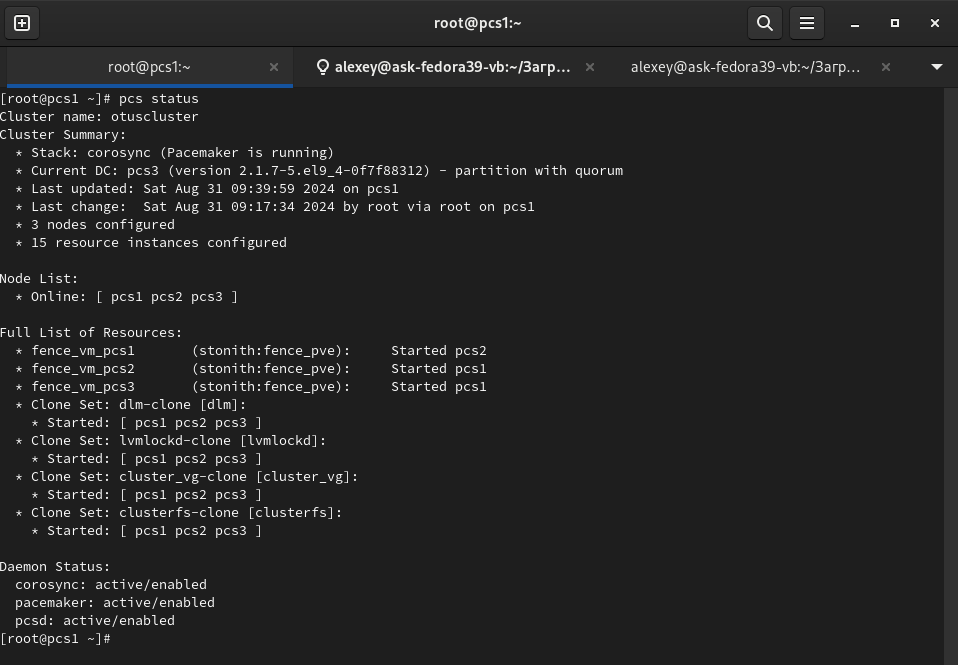 root@pcs1:~
root@pcs1:~
alexey@ask-fedora39-vb:~/Загр...
alexey@ask-fedora39-vb:~/Загр...
[root@pcs1 ~]# pcs status
Cluster name: otuscluster
Cluster Summary:
  * Stack: corosync (Pacemaker is running)
  * Current DC: pcs3 (version 2.1.7-5.el9_4-0f7f88312) - partition with quorum
  * Last updated: Sat Aug 31 09:39:59 2024 on pcs1
  * Last change:  Sat Aug 31 09:17:34 2024 by root via root on pcs1
  * 3 nodes configured
  * 15 resource instances configured

Node List:
  * Online: [ pcs1 pcs2 pcs3 ]

Full List of Resources:
  * fence_vm_pcs1       (stonith:fence_pve):     Started pcs2
  * fence_vm_pcs2       (stonith:fence_pve):     Started pcs1
  * fence_vm_pcs3       (stonith:fence_pve):     Started pcs1
  * Clone Set: dlm-clone [dlm]:
    * Started: [ pcs1 pcs2 pcs3 ]
  * Clone Set: lvmlockd-clone [lvmlockd]:
    * Started: [ pcs1 pcs2 pcs3 ]
  * Clone Set: cluster_vg-clone [cluster_vg]:
    * Started: [ pcs1 pcs2 pcs3 ]
  * Clone Set: clusterfs-clone [clusterfs]:
    * Started: [ pcs1 pcs2 pcs3 ]

Daemon Status:
  corosync: active/enabled
  pacemaker: active/enabled
  pcsd: active/enabled
[root@pcs1 ~]#